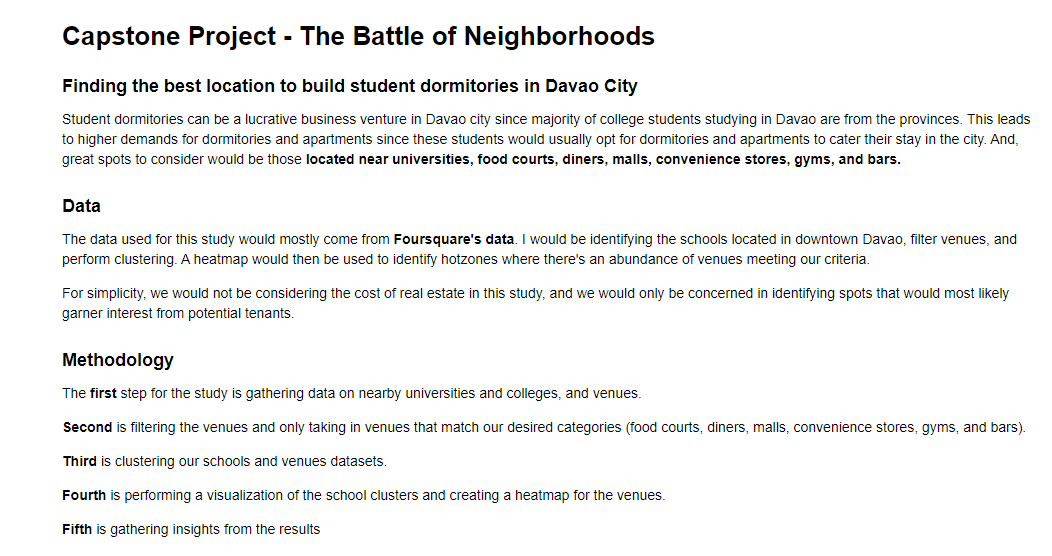 Capstone Project - The Battle of Neighborhoods
Finding the best location to build student dormitories in Davao City
Student dormitories can be a lucrative business venture in Davao city since majority of college students studying in Davao are from the provinces. This leads
to higher demands for dormitories and apartments since these students would usually opt for dormitories and apartments to cater their stay in the city. And,
great spots to consider would be those located near universities, food courts, diners, malls, convenience stores, gyms, and bars.
Data
The data used for this study would mostly come from Foursquare's data. I would be identifying the schools located in downtown Davao, filter venues, and
perform clustering. A heatmap would then be used to identify hotzones where there's an abundance of venues meeting our criteria.
For simplicity, we would not be considering the cost of real estate in this study, and we would only be concerned in identifying spots that would most likely
garner interest from potential tenants.
Methodology
The first step for the study is gathering data on nearby universities and colleges, and venues.
Second is filtering the venues and only taking in venues that match our desired categories (food courts, diners, malls, convenience stores, gyms, and bars).
Third is clustering our schools and venues datasets.
Fourth is performing a visualization of the school clusters and creating a heatmap for the venues.
Fifth is gathering insights from the results